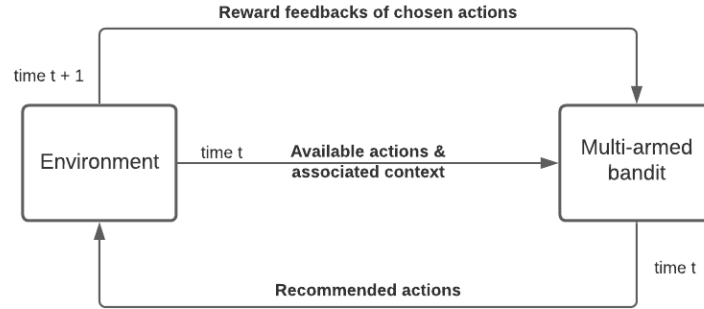 Reward feedbacks of chosen actions
time t + 1
Environment
time t
Available actions &
associated context
Multi-armed
bandit
time t
Recommended actions